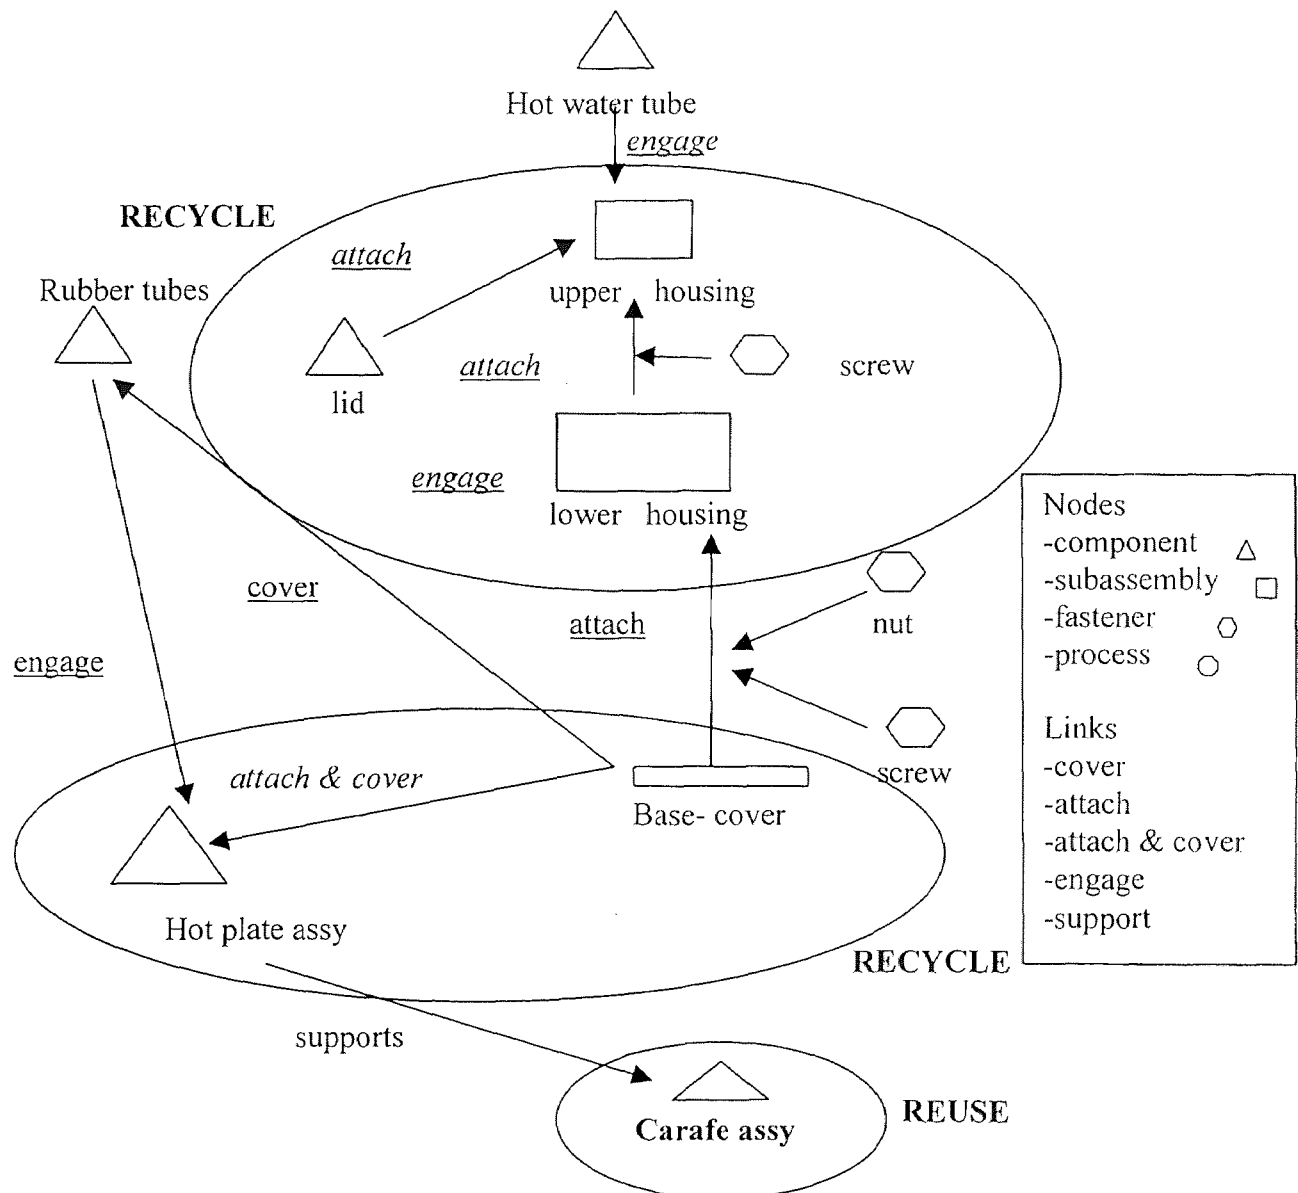 Hot water tube
engage
RECYCLE
attach
Rubber tubes
upper housing
attach
screw
lid
engage
lower housing
cover
attach
nut
engage
attach & cover
screw
Base- cover
Hot plate assy
RECYCLE
supports
REUSE
Carafe assy
Nodes
-component
-subassembly
-fastener
-process
Links
-cover
-attach
-attach & cover
-engage
-support